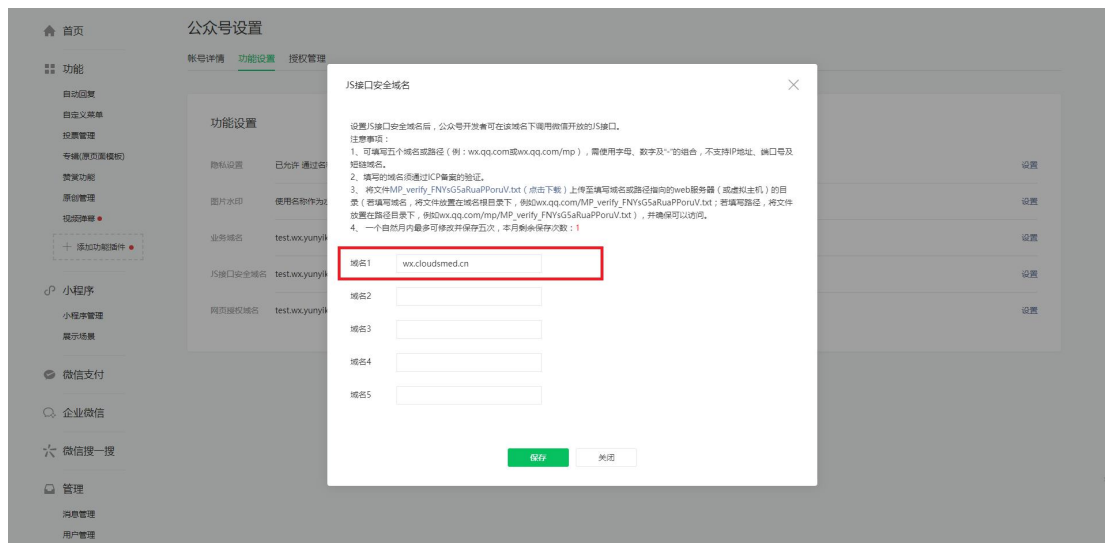 首页
功能
自动回复
自定义菜单
投票管理
专辑(原页面模板)
赞赏功能
原创管理
视频弹幕
添加功能插件
小程序
小程序管理
展示场景
微信支付
企业微信
微信搜一搜
管理
消息管理
用户管理
公众号设置
帐号详情 功能设置 授权管理
功能设置
隐私设置 已允许 通过名 设置
图片水印 使用名称作为 设置
业务域名 test.wx.yunyik 设置
JS接口安全域名 test.wx.yunyik 设置
网页授权域名 test.wx.yunyik 设置
JS接口安全域名
设置JS接口安全域名后，公众号开发者可在该域名下调用微信开放的JS接口。
注意事项：
1、可填写五个域名或路径（例：wx.qq.com或wx.qq.com/mp），需使用字母、数字及“-”的组合，不支持IP地址、端口号及
短链域名。
2、填写的域名须通过ICP备案的验证。
3、 将文件MP_verify_FNYsG5aRuaPPoruV.txt（点击下载）上传至填写域名或路径指向的web服务器（或虚拟主机）的目
录（若填写域名，将文件放置在域名根目录下，例如wx.qq.com/MP_verify_FNYsG5aRuaPPoruV.txt；若填写路径，将文件
放置在路径目录下，例如wx.qq.com/mp/MP_verify_FNYsG5aRuaPPoruV.txt），并确保可以访问。
4、 一个自然月内最多可修改并保存五次，本月剩余保存次数：1
域名1 wx.cloudsmed.cn
域名2
域名3
域名4
域名5
保存 关闭